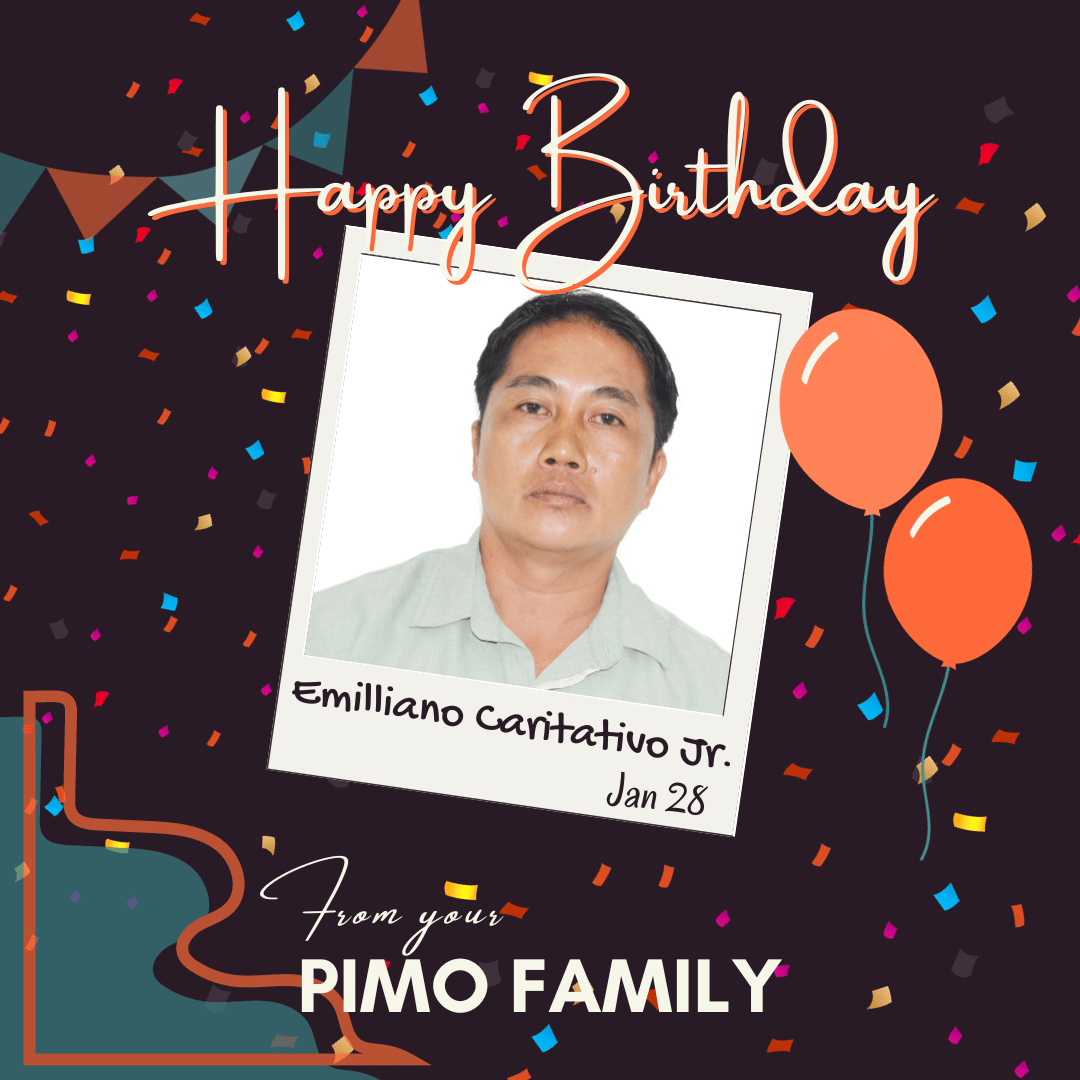 Happy Birthday
Emilliano Caritativo Jr.
Jan 28
From your
PIMO FAMILY